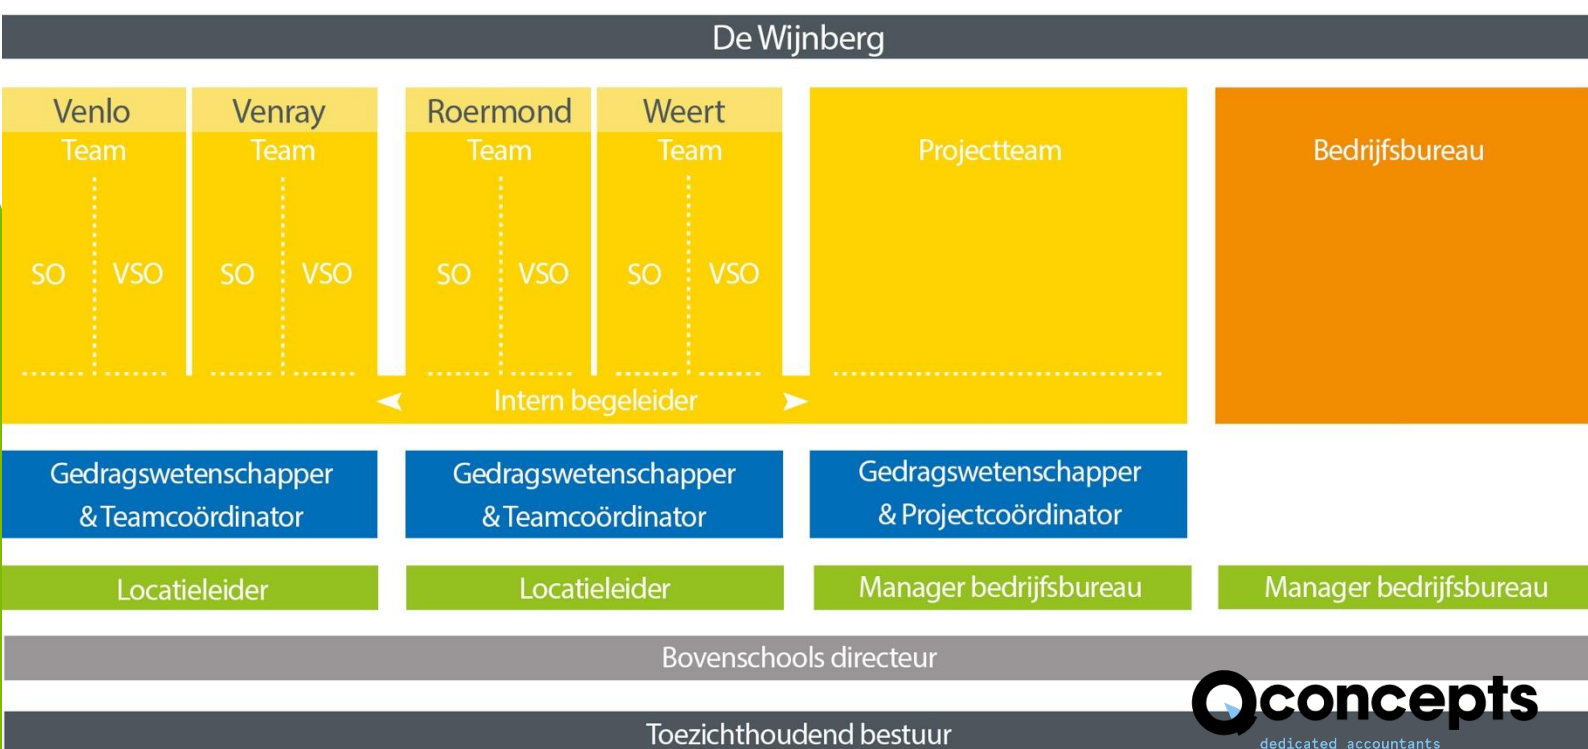 De Wijnberg
Venlo Venray Roermond Weert
Team Team Team Team Projectteam Bedrijfsbureau
SO VSO SO VSO SO VSO SO VSO
Intern begeleider
Gedragswetenschapper
& Teamcoördinator
Gedragswetenschapper
& Teamcoördinator
Gedragswetenschapper
& Projectcoördinator
Locatieleider Locatieleider Manager bedrijfsbureau Manager bedrijfsbureau
Bovenschools directeur
Toezichthoudend bestuur
Qconcepts
dedicated accountants